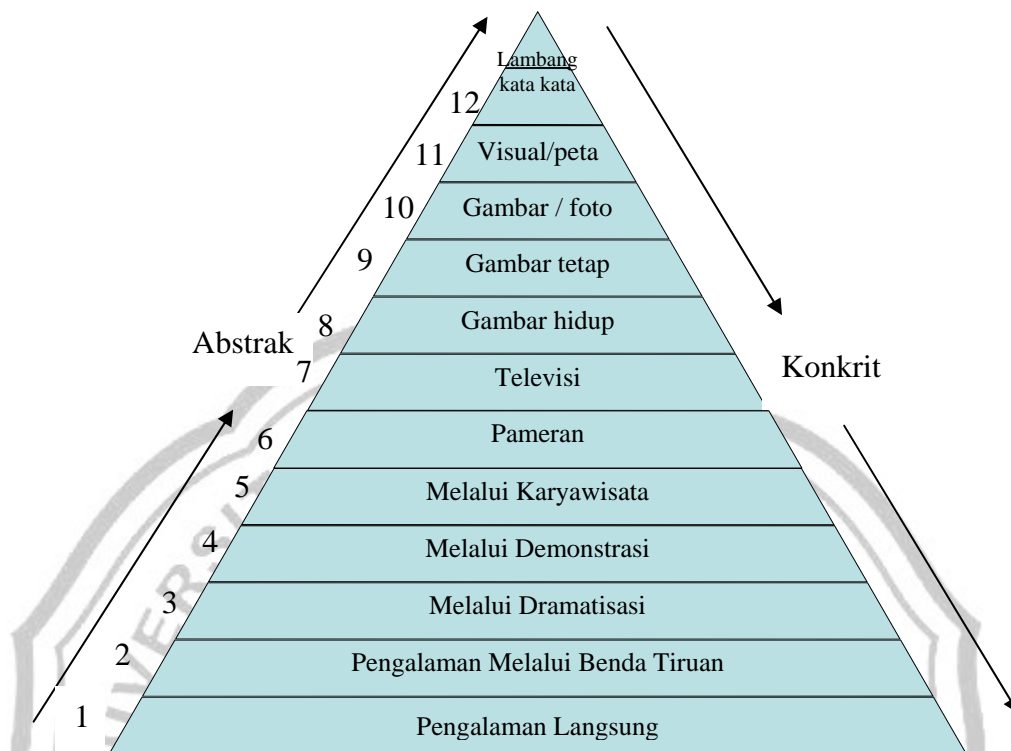 Lambang
kata kata
12
Visual/peta
11
Gambar / foto
10
Gambar tetap
9
Gambar hidup
8
Abstrak
Televisi
7
Konkrit
Pameran
6
Melalui Karyawisata
5
Melalui Demonstrasi
4
Melalui Dramatisasi
3
Pengalaman Melalui Benda Tiruan
2
Pengalaman Langsung
1